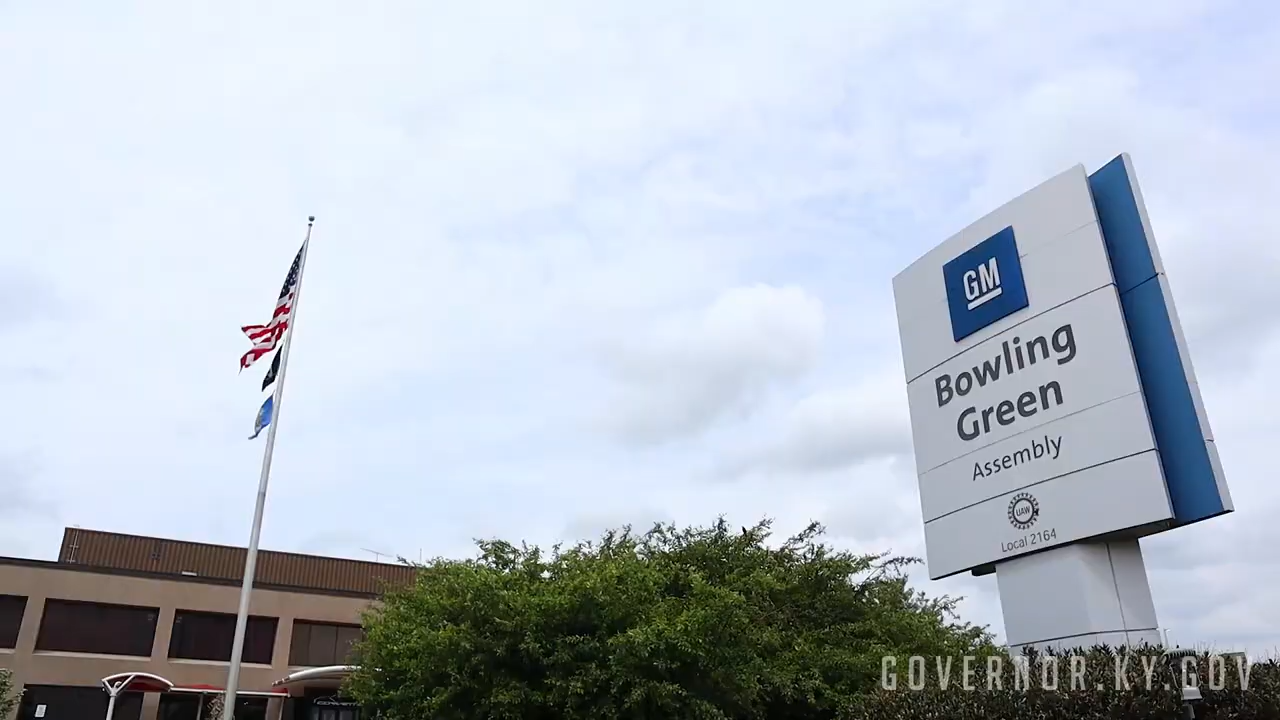 GM
Bowling
Green
Assembly
UAW
Local 2164
GOVERNOR.KY.GOV